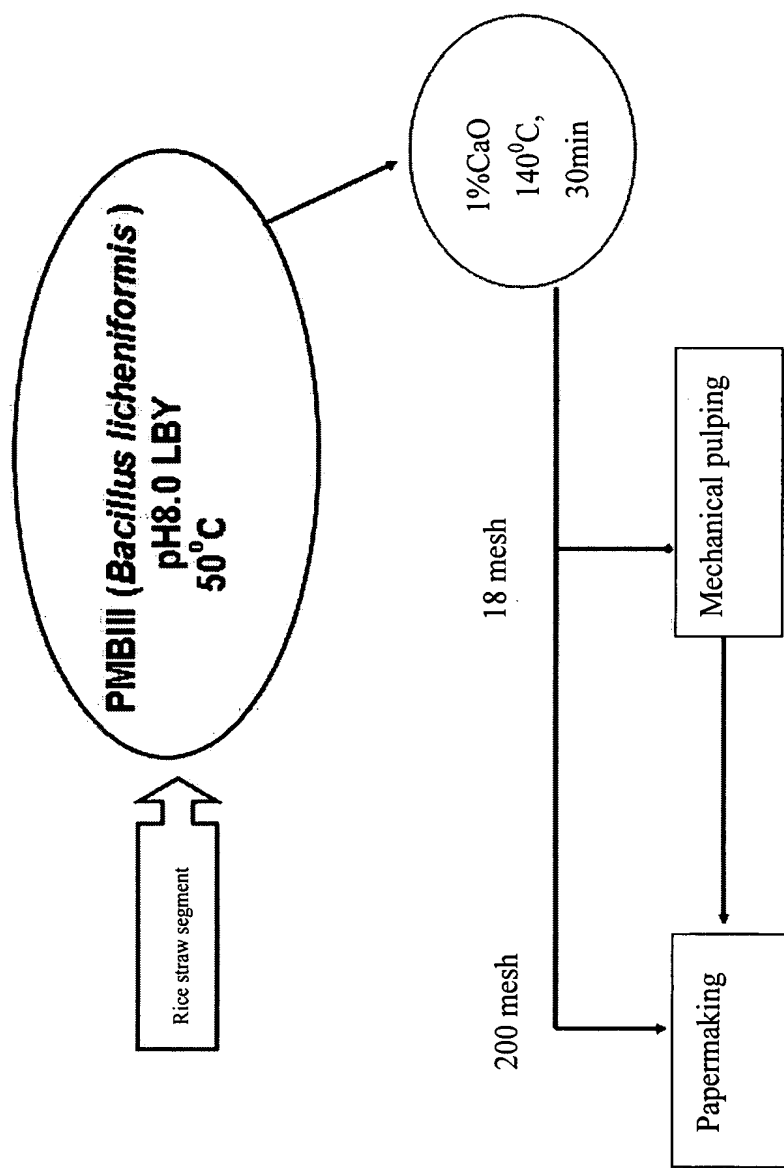 Rice straw segment
PMBIII (Bacillus licheniformis )
pH8.0 LBY
50°C
1%CaO
140⁰C,
30min
200 mesh
18 mesh
Papermaking
Mechanical pulping